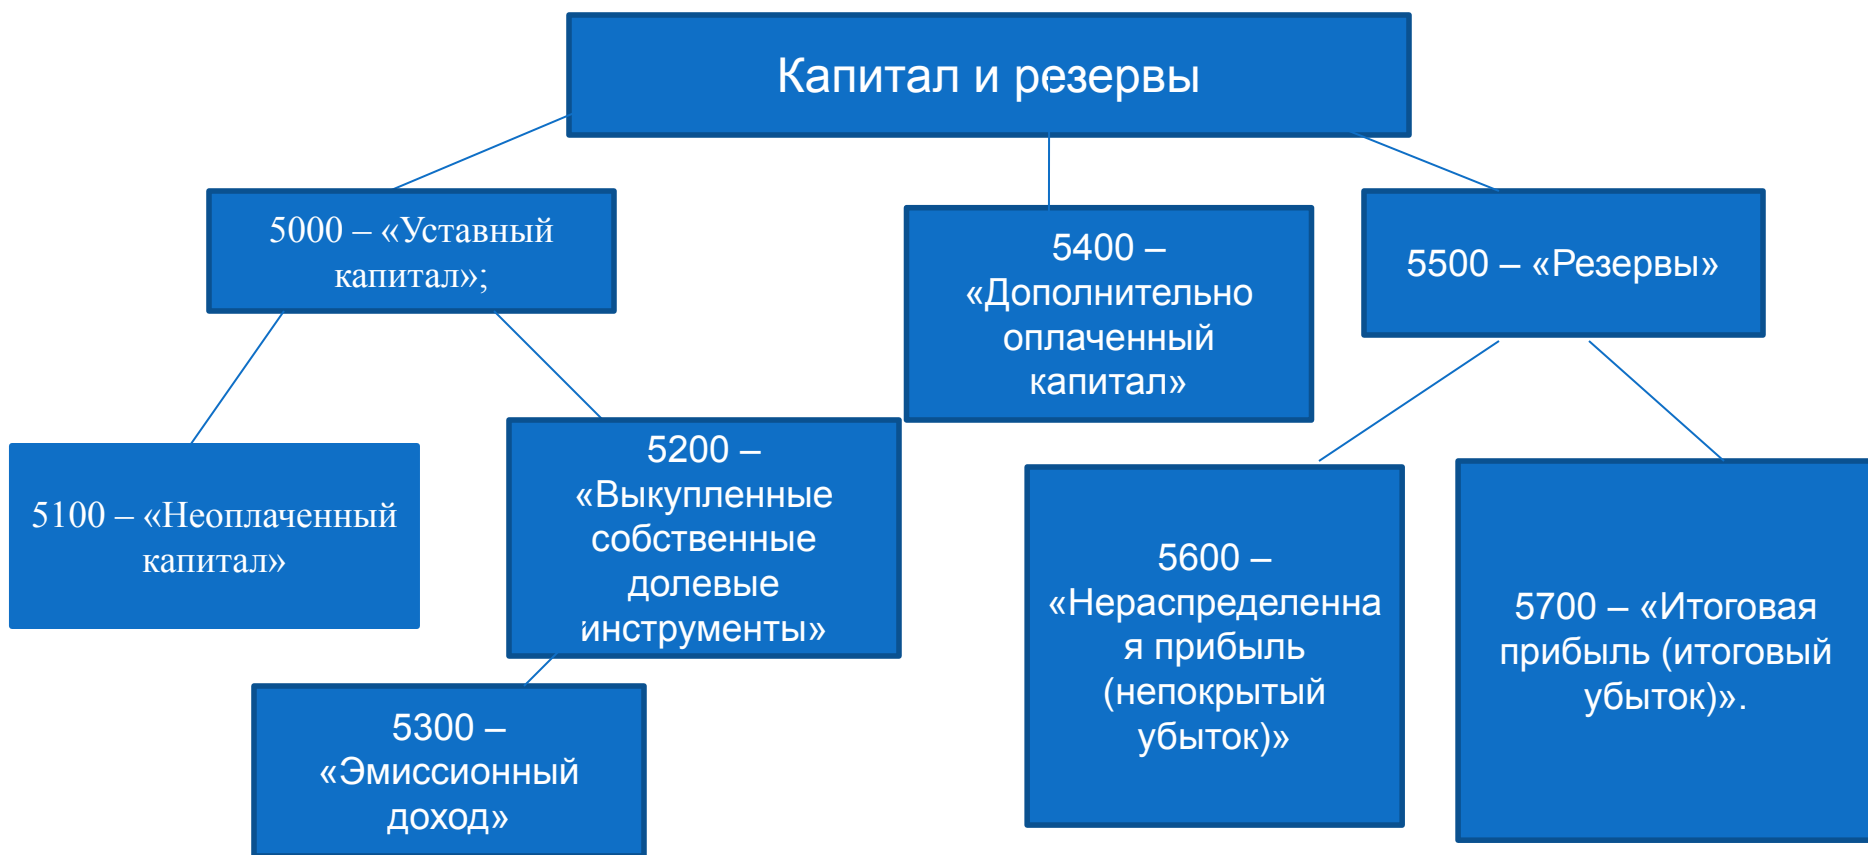 Капитал и резервы
5000 – «Уставный
капитал»;
5400 –
«Дополнительно
оплаченный
капитал»
5500 – «Резервы»
5100 – «Неоплаченный
капитал»
5200 –
«Выкупленные
собственные
долевые
инструменты»
5600 –
«Нераспределенна
я прибыль
(непокрытый
убыток)»
5700 – «Итоговая
прибыль (итоговый
убыток)».
5300 –
«Эмиссионный
доход»